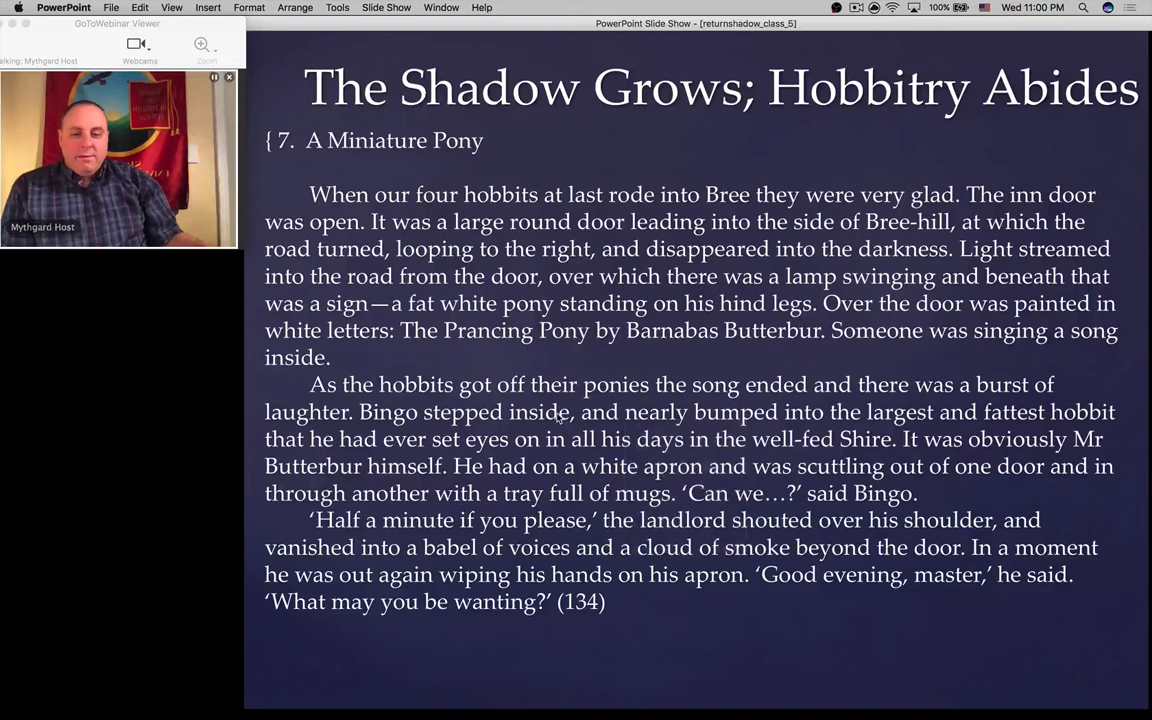 PowerPoint File Edit View Insert Format Arrange Tools Slide Show Window Help 100% Wed 11:00 PM
GoToWebinar Viewer
PowerPoint Slide Show - [returnshadow_class_5]
alking: Mythgard Host
Webcams
Zoom
Mythgard Host
The Shadow Grows; Hobbitry Abides
{ 7. A Miniature Pony
When our four hobbits at last rode into Bree they were very glad. The inn door
was open. It was a large round door leading into the side of Bree-hill, at which the
road turned, looping to the right, and disappeared into the darkness. Light streamed
into the road from the door, over which there was a lamp swinging and beneath that
was a sign—a fat white pony standing on his hind legs. Over the door was painted in
white letters: The Prancing Pony by Barnabas Butterbur. Someone was singing a song
inside.
As the hobbits got off their ponies the song ended and there was a burst of
laughter. Bingo stepped inside, and nearly bumped into the largest and fattest hobbit
that he had ever set eyes on in all his days in the well-fed Shire. It was obviously Mr
Butterbur himself. He had on a white apron and was scuttling out of one door and in
through another with a tray full of mugs. ‘Can we…?’ said Bingo.
‘Half a minute if you please,’ the landlord shouted over his shoulder, and
vanished into a babel of voices and a cloud of smoke beyond the door. In a moment
he was out again wiping his hands on his apron. ‘Good evening, master,’ he said.
‘What may you be wanting?’ (134)